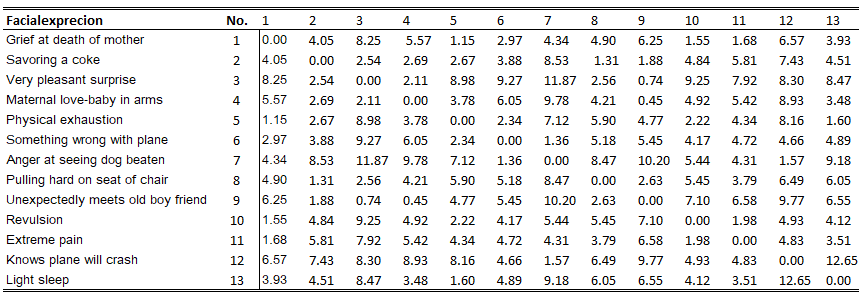 Facialexprecion No. 1 2 3 4 5 6 7 8 9 10 11 12 13
Grief at death of mother 1 0.00 4.05 8.25 5.57 1.15 2.97 4.34 4.90 6.25 1.55 1.68 6.57 3.93
Savoring a coke 2 4.05 0.00 2.54 2.69 2.67 3.88 8.53 1.31 1.88 4.84 5.81 7.43 4.51
Very pleasant surprise 3 8.25 2.54 0.00 2.11 8.98 9.27 11.87 2.56 0.74 9.25 7.92 8.30 8.47
Maternal love-baby in arms 4 5.57 2.69 2.11 0.00 3.78 6.05 9.78 4.21 0.45 4.92 5.42 8.93 3.48
Physical exhaustion 5 1.15 2.67 8.98 3.78 0.00 2.34 7.12 5.90 4.77 2.22 4.34 8.16 1.60
Something wrong with plane 6 2.97 3.88 9.27 6.05 2.34 0.00 1.36 5.18 5.45 4.17 4.72 4.66 4.89
Anger at seeing dog beaten 7 4.34 8.53 11.87 9.78 7.12 1.36 0.00 8.47 10.20 5.44 4.31 1.57 9.18
Pulling hard on seat of chair 8 4.90 1.31 2.56 4.21 5.90 5.18 8.47 0.00 2.63 5.45 3.79 6.49 6.05
Unexpectedly meets old boy friend 9 6.25 1.88 0.74 0.45 4.77 5.45 10.20 2.63 0.00 7.10 6.58 9.77 6.55
Revulsion 10 1.55 4.84 9.25 4.92 2.22 4.17 5.44 5.45 7.10 0.00 1.98 4.93 4.12
Extreme pain 11 1.68 5.81 7.92 5.42 4.34 4.72 4.31 3.79 6.58 1.98 0.00 4.83 3.51
Knows plane will crash 12 6.57 7.43 8.30 8.93 8.16 4.66 1.57 6.49 9.77 4.93 4.83 0.00 12.65
Light sleep 13 3.93 4.51 8.47 3.48 1.60 4.89 9.18 6.05 6.55 4.12 3.51 12.65 0.00